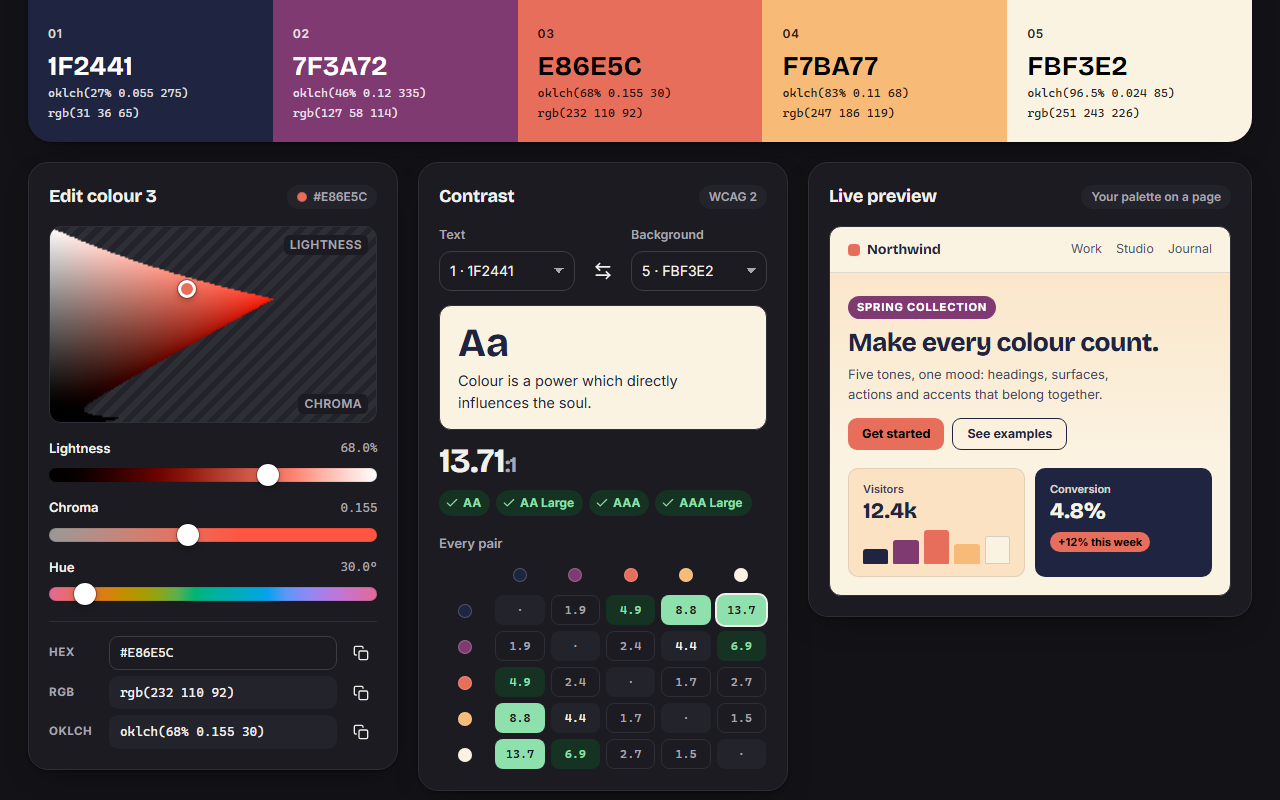 01
1F2441
oklch(27% 0.055 275)
rgb(31 36 65)
02
7F3A72
oklch(46% 0.12 335)
rgb(127 58 114)
03
E86E5C
oklch(68% 0.155 30)
rgb(232 110 92)
04
F7BA77
oklch(83% 0.11 68)
rgb(247 186 119)
05
FBF3E2
oklch(96.5% 0.024 85)
rgb(251 243 226)
Edit colour 3
#E86E5C
LIGHTNESS
CHROMA
Lightness 68.0%
Chroma 0.155
Hue 30.0°
HEX #E86E5C
RGB rgb(232 110 92)
OKLCH oklch(68% 0.155 30)
Contrast
WCAG 2
Text Background
1 · 1F2441 5 · FBF3E2
Aa
Colour is a power which directly
influences the soul.
13.71:1
AA AA Large AAA AAA Large
Every pair
· 1.9 4.9 8.8 13.7
1.9 · 2.4 4.4 6.9
4.9 2.4 · 1.7 2.7
8.8 4.4 1.7 · 1.5
13.7 6.9 2.7 1.5 ·
Live preview
Your palette on a page
Northwind Work Studio Journal
SPRING COLLECTION
Make every colour count.
Five tones, one mood: headings, surfaces,
actions and accents that belong together.
Get started See examples
Visitors
12.4k
Conversion
4.8%
+12% this week